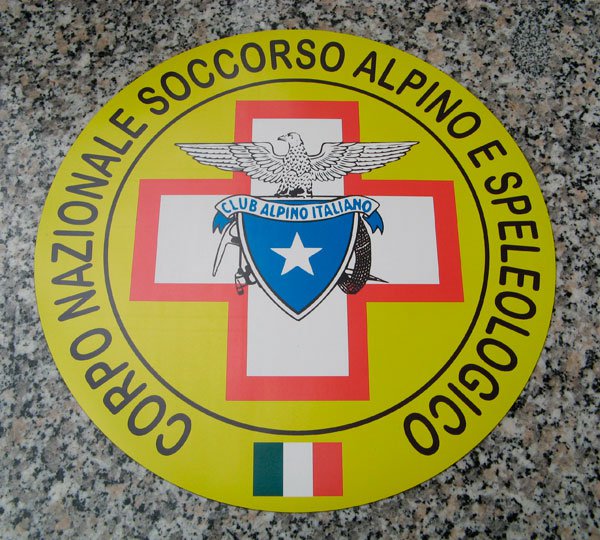 CORPO NAZIONALE SOCCORSO ALPINO E SPELEOLOGICO
CLUB ALPINO ITALIANO